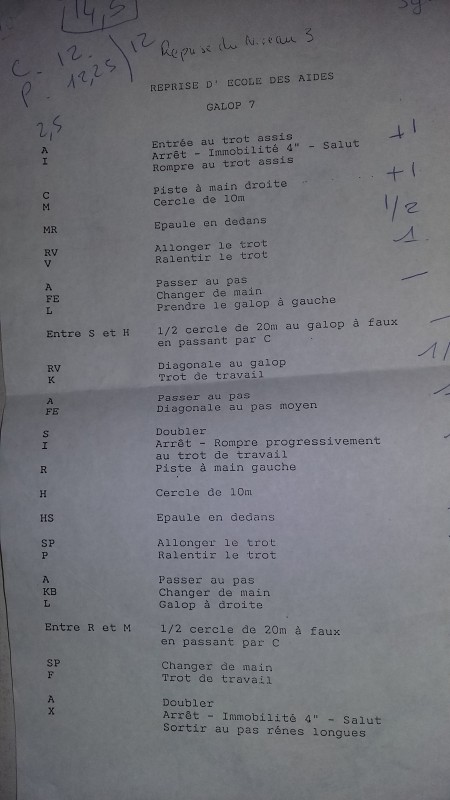 14,5
C. 12.
P. 12,25
12
Reprise du Niveau 3
REPRISE D' ECOLE DES AIDES
GALOP 7
2,5
A Entrée au trot assis
I Arrêt - Immobilité 4" - Salut +1
Rompre au trot assis
C Piste à main droite +1
M Cercle de 10m
MR Epaule en dedans 1/2
RV Allonger le trot 1
V Ralentir le trot
A Passer au pas
FE Changer de main —
L Prendre le galop à gauche
Entre S et H 1/2 cercle de 20m au galop à faux
en passant par C
RV Diagonale au galop
K Trot de travail
A Passer au pas
FE Diagonale au pas moyen
S Doubler
I Arrêt - Rompre progressivement
au trot de travail
R Piste à main gauche
H Cercle de 10m
HS Epaule en dedans
SP Allonger le trot
P Ralentir le trot
A Passer au pas
KB Changer de main
L Galop à droite
Entre R et M 1/2 cercle de 20m à faux
en passant par C
SP Changer de main
F Trot de travail
A Doubler
X Arrêt - Immobilité 4" - Salut
Sortir au pas rênes longues